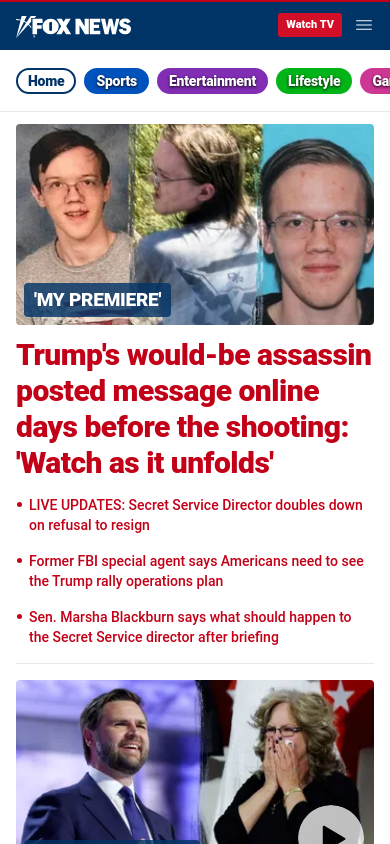 FOX NEWS
Watch TV
Home
Sports
Entertainment
Lifestyle
'MY PREMIERE'
Trump's would-be assassin
posted message online
days before the shooting:
'Watch as it unfolds'
• LIVE UPDATES: Secret Service Director doubles down
on refusal to resign
• Former FBI special agent says Americans need to see
the Trump rally operations plan
• Sen. Marsha Blackburn says what should happen to
the Secret Service director after briefing